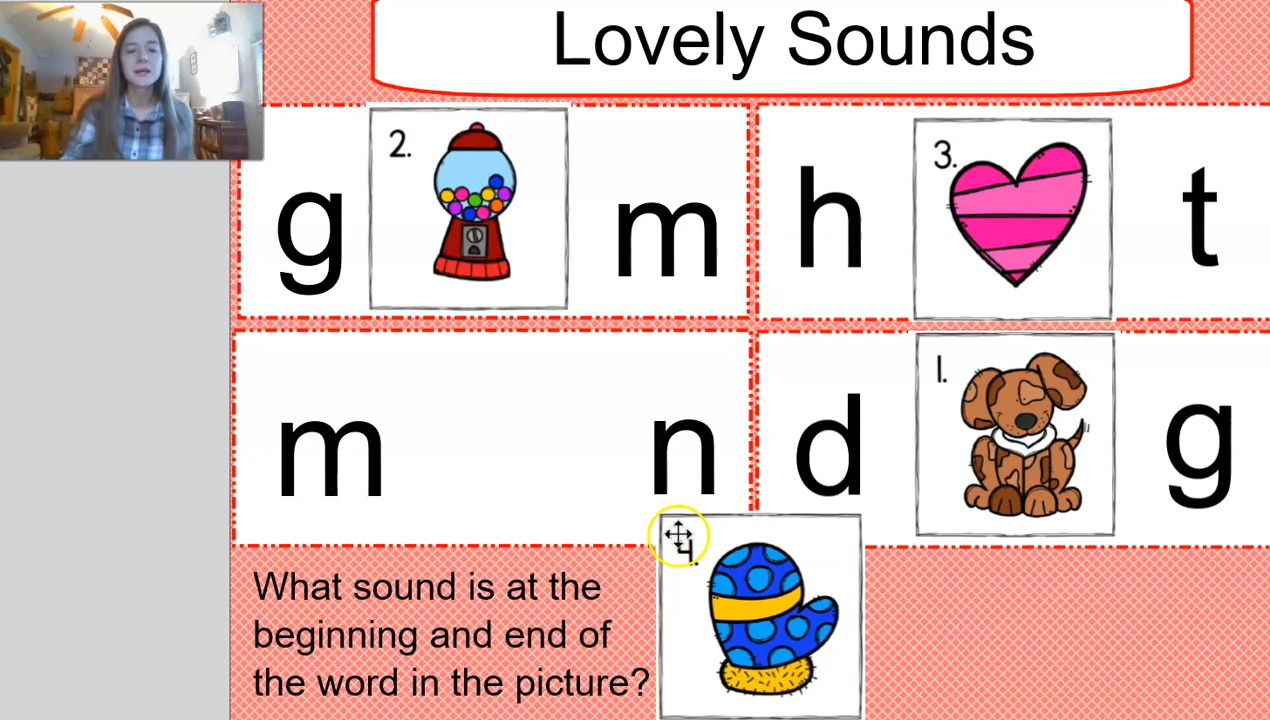 Lovely Sounds
g 2. m
h 3. t
m n
d 1. g
4.
What sound is at the
beginning and end of
the word in the picture?